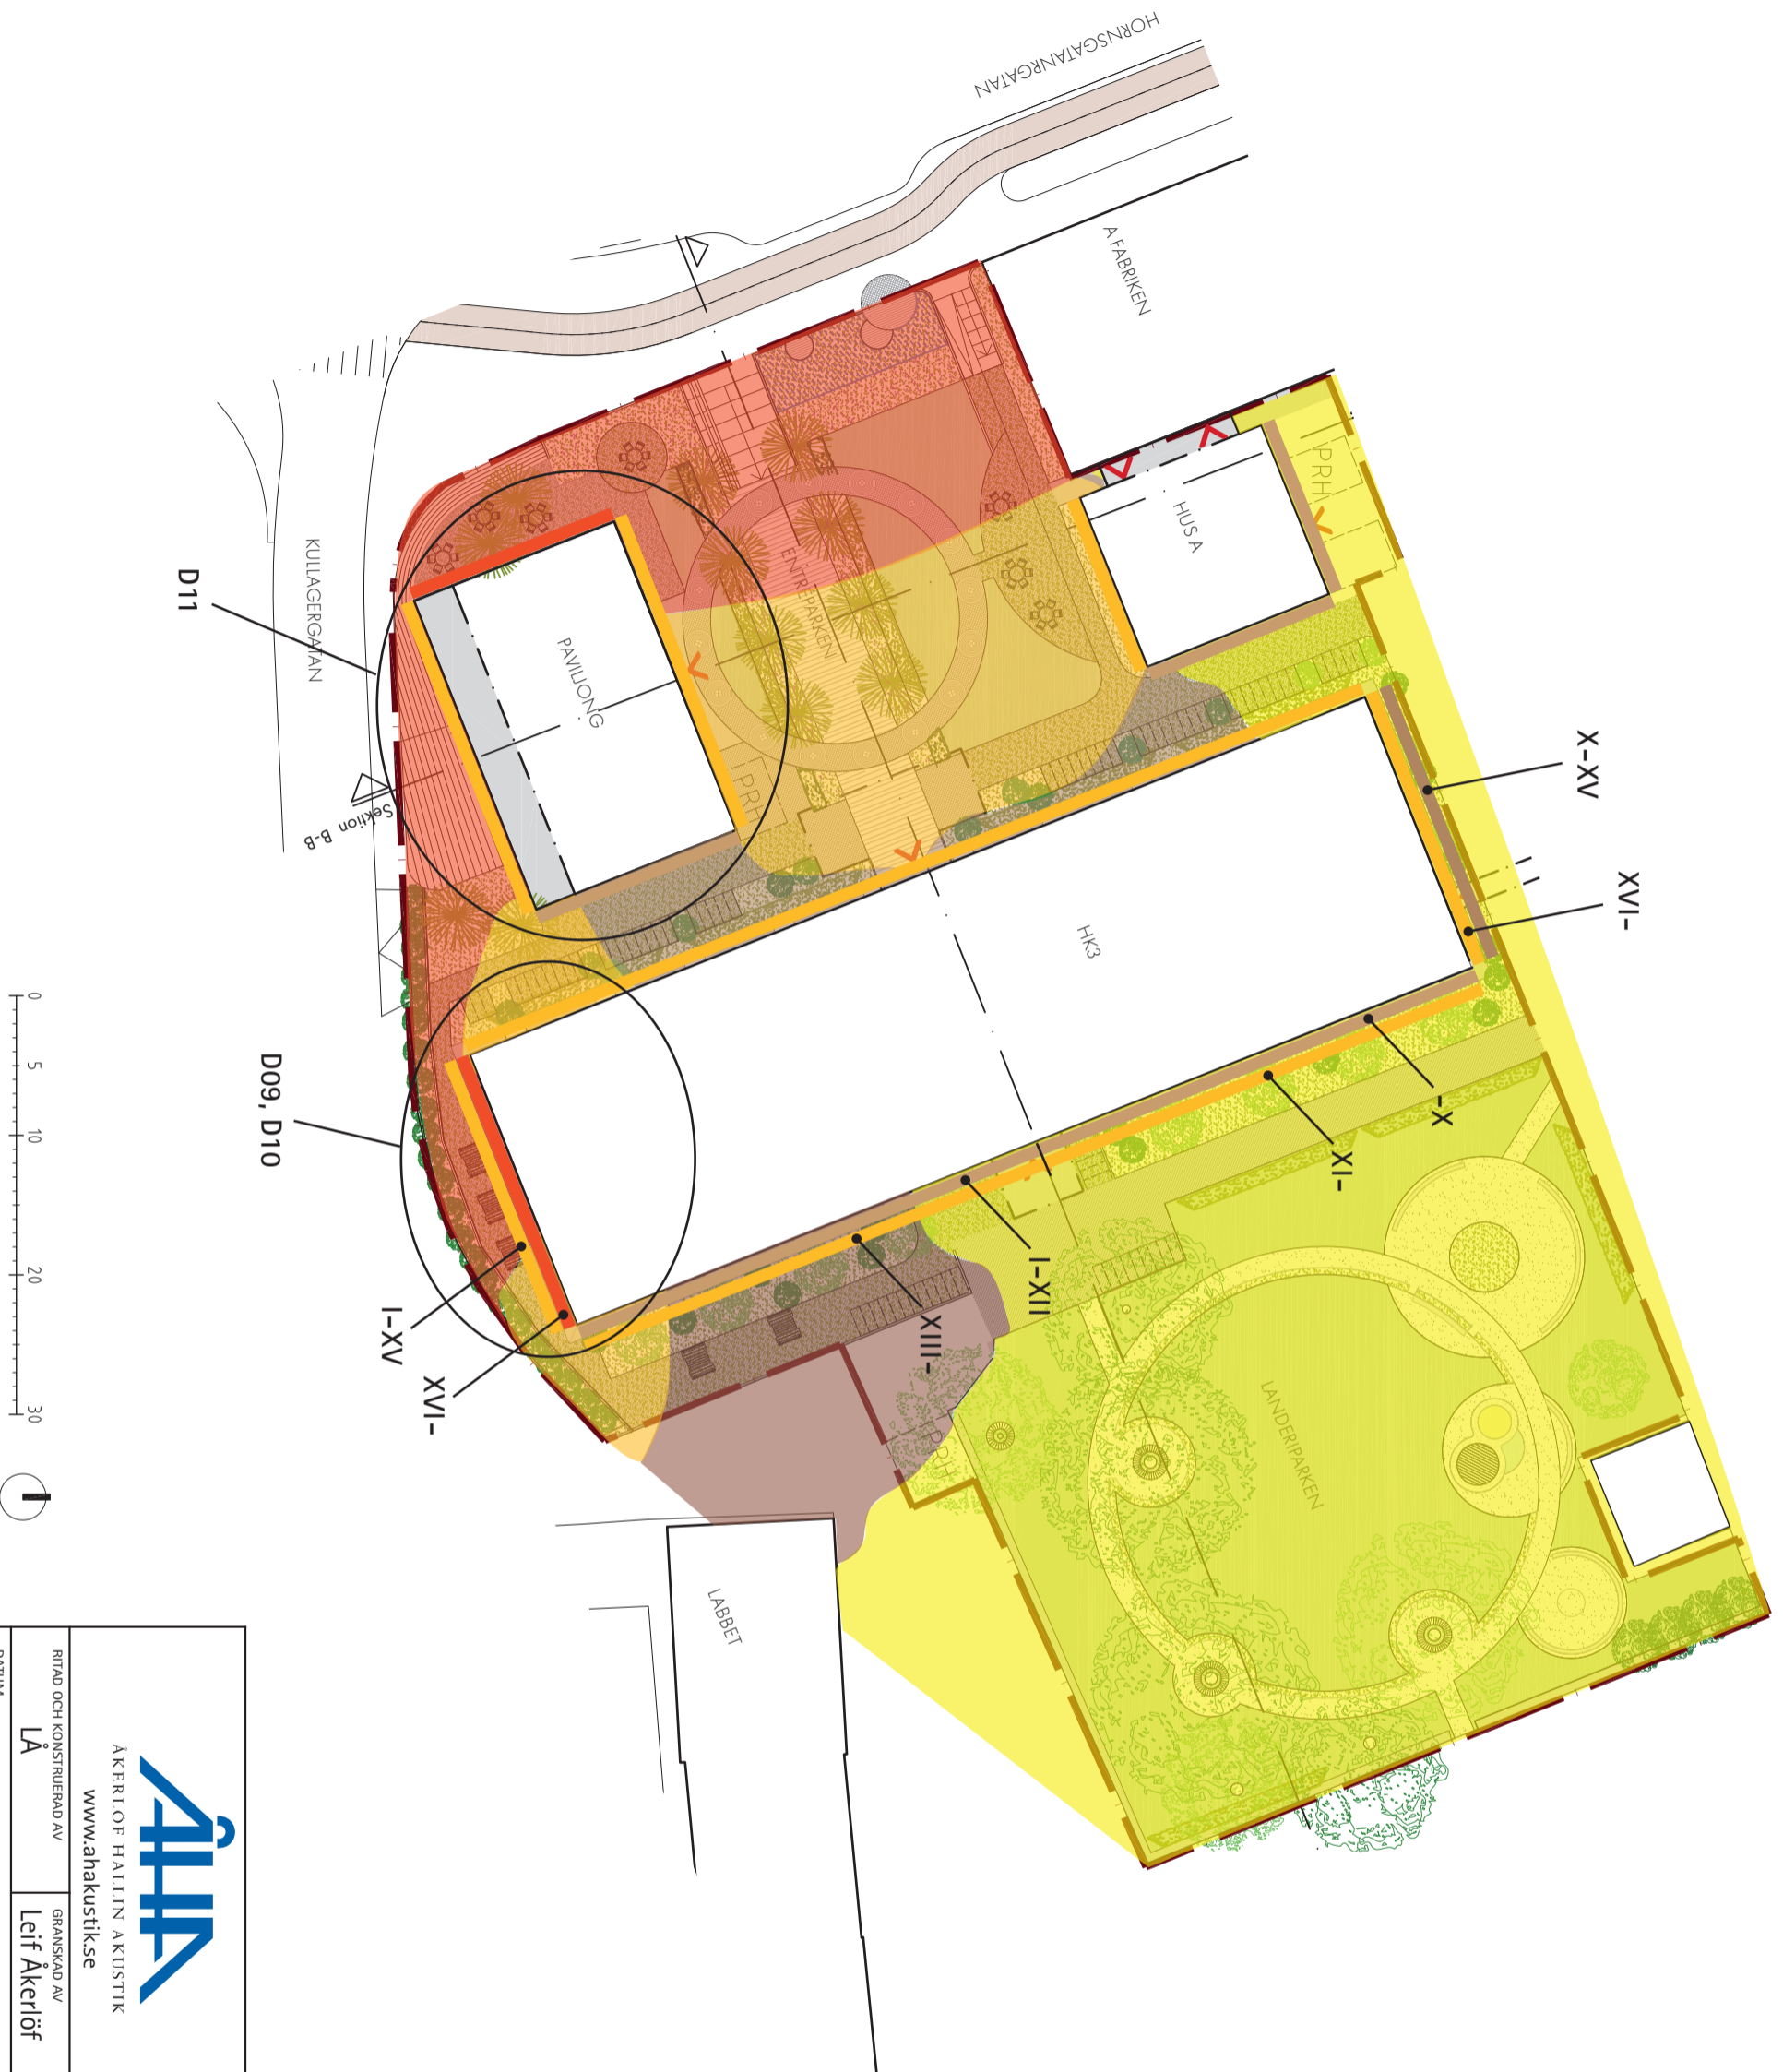 HORNSGATANRGATAN
A FABRIKEN
PRH
HUS A
ENTRÉPARKEN
KULLAGERGATAN
D11
PAVILJONG
PRH
Sektion B-B
X-XV
XVI-
HK3
-X
XI-
I-XII
XIII-
D09, D10
I-XV
XVI-
LANDERIPARKEN
PRH
LABBET
0 5 10 20 30
ÅHA
ÅKERLÖF HALLIN AKUSTIK
www.ahakustik.se
RITAD OCH KONSTRUERAD AV
LÅ
GRANSKAD AV
Leif Åkerlöf